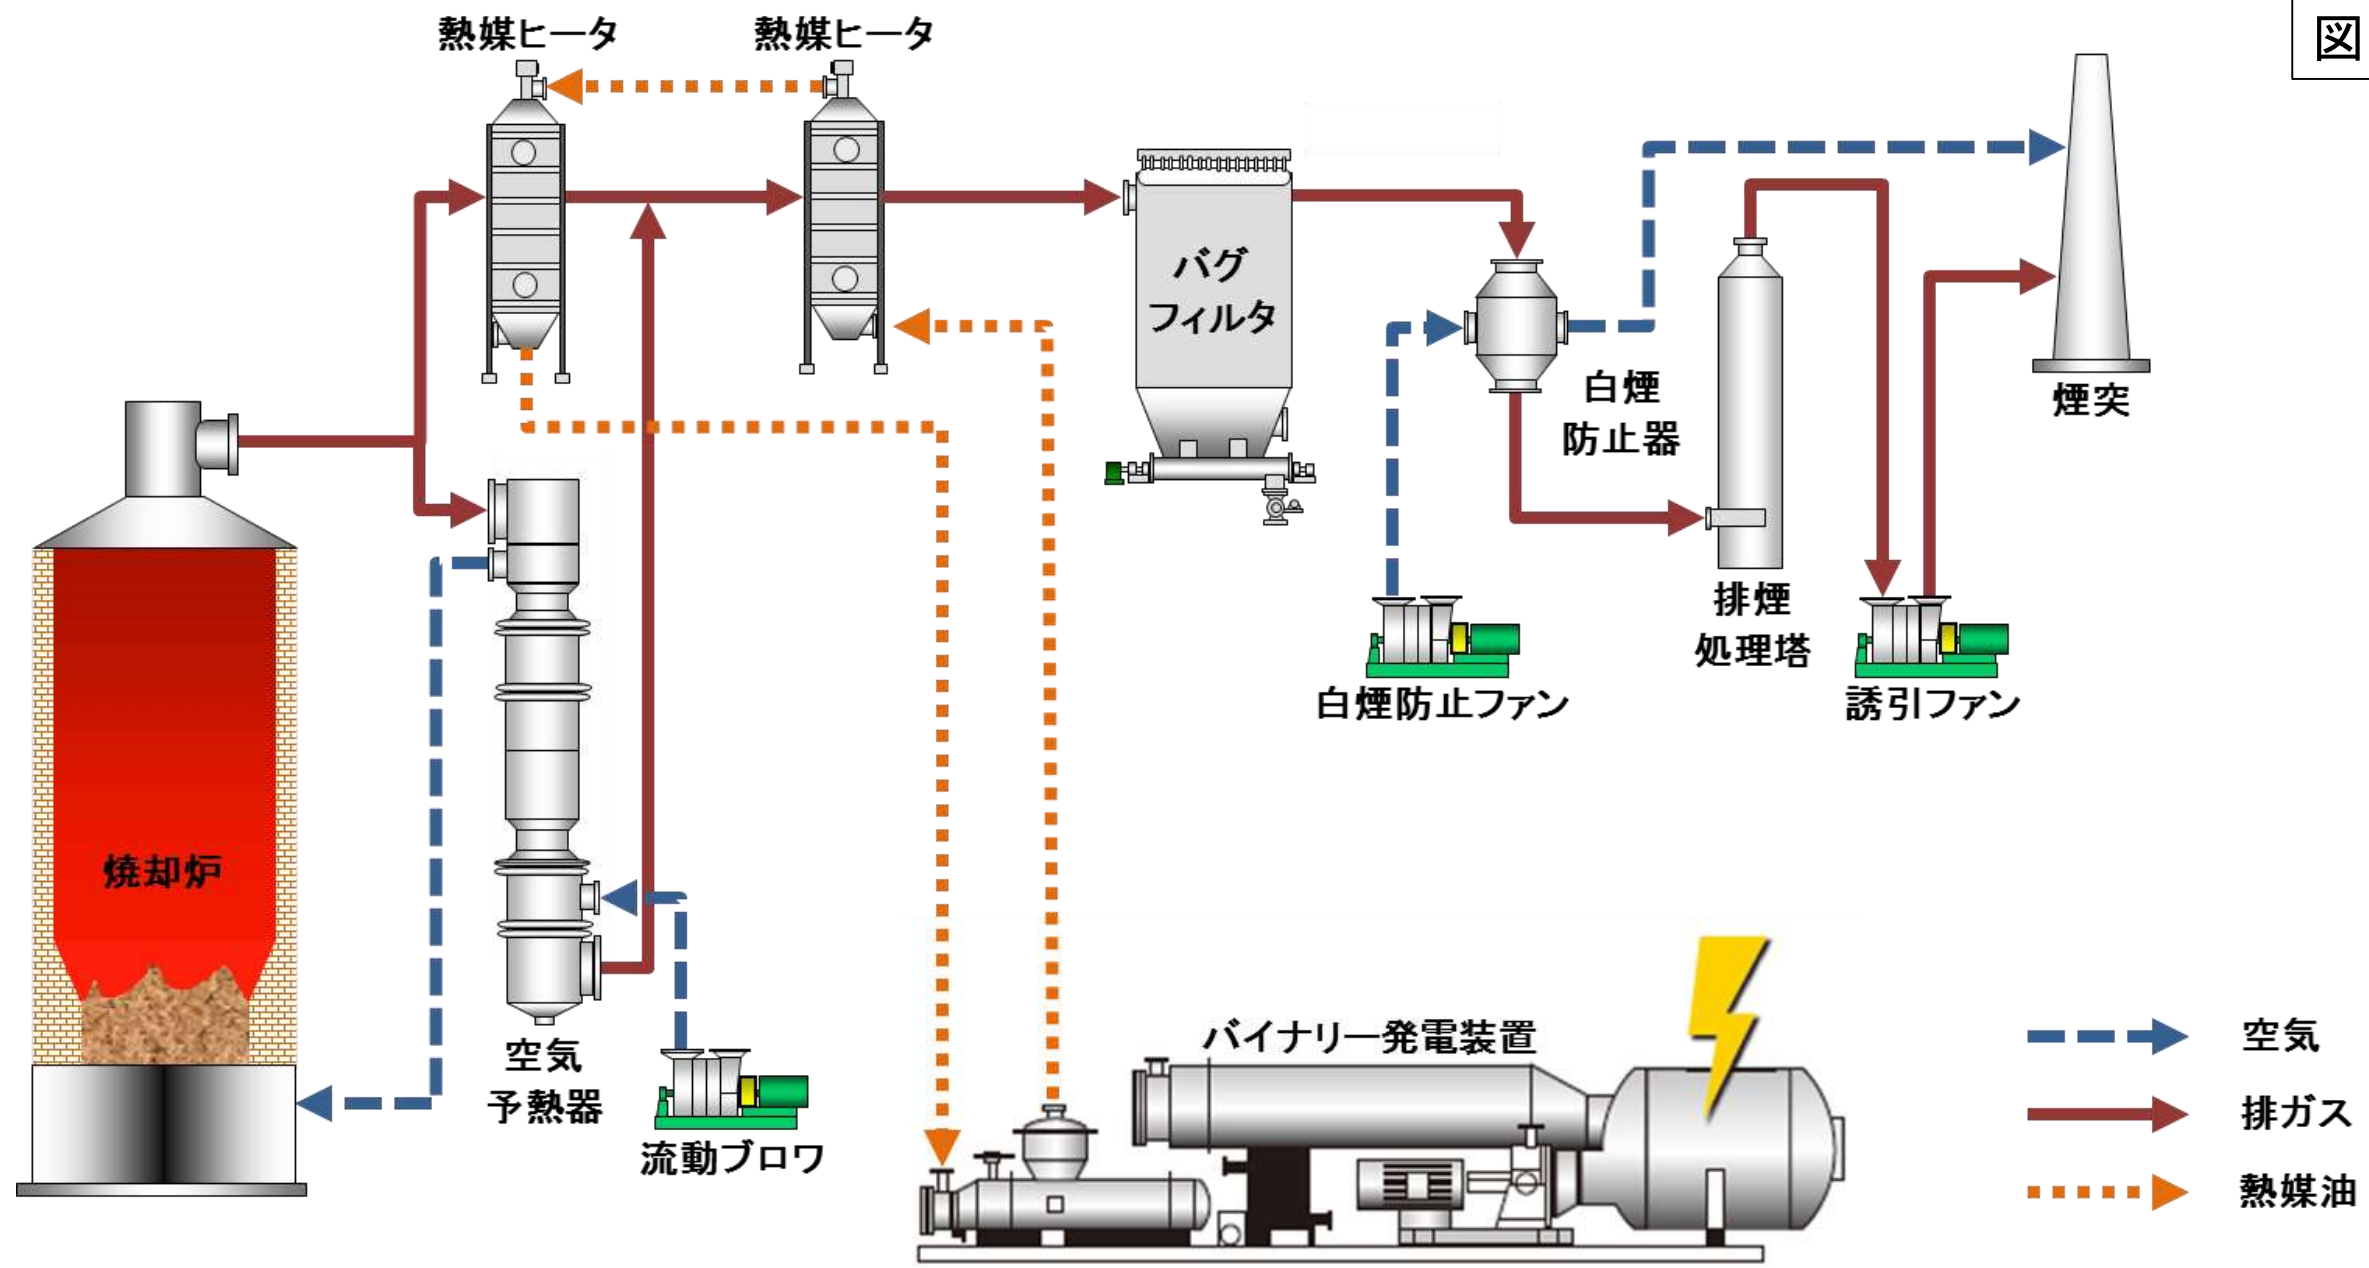 熱媒ヒータ
熱媒ヒータ
図
バグ
フィルタ
白煙
防止器
煙突
排煙
処理塔
白煙防止ファン
誘引ファン
焼却炉
空気
予熱器
流動ブロワ
バイナリー発電装置
空気
排ガス
熱媒油